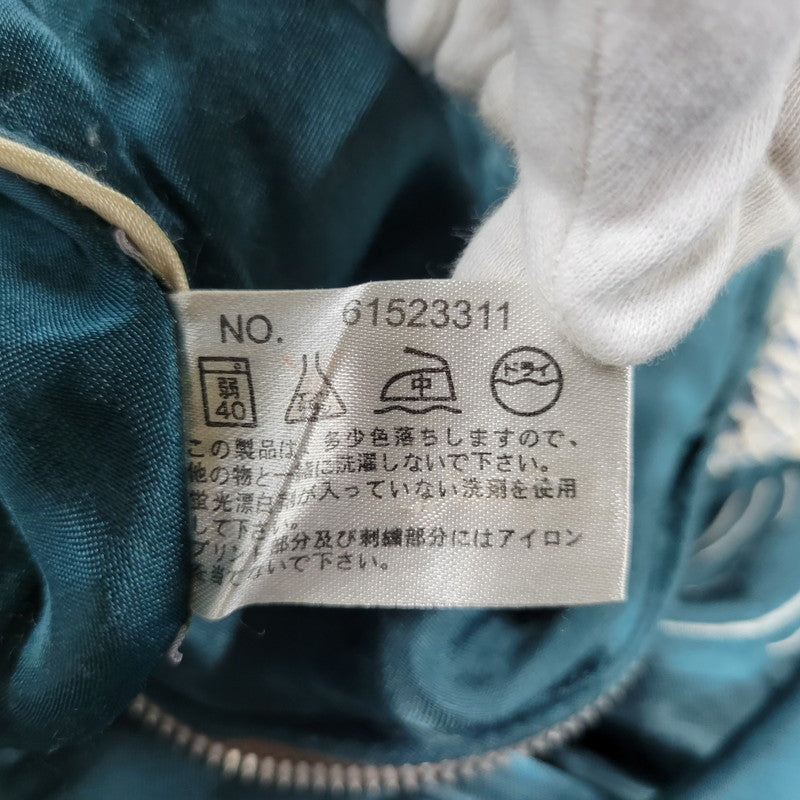 NO. 61523311
弱 中 ドライ
40
この製品は、多少色落ちしますので、
他の物と一緒に洗濯しないで下さい。
蛍光漂白剤が入っていない洗剤を使用
して下さい。
プリント部分及び刺繍部分にはアイロン
を当てないで下さい。